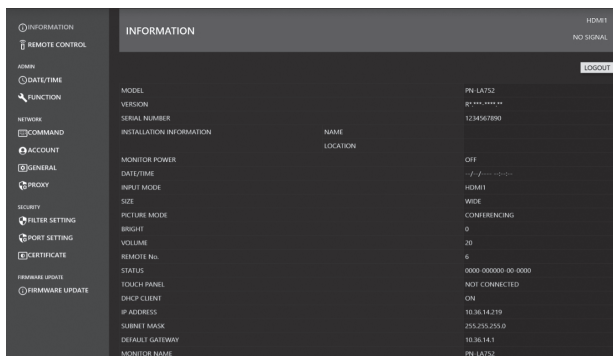 INFORMATION
REMOTE CONTROL
ADMIN
DATE/TIME
FUNCTION
NETWORK
COMMAND
ACCOUNT
GENERAL
PROXY
SECURITY
FILTER SETTING
PORT SETTING
CERTIFICATE
FIRMWARE UPDATE
FIRMWARE UPDATE
INFORMATION
HDMI1
NO SIGNAL
LOGOUT
MODEL PN-LA752
VERSION R*.***-****.**
SERIAL NUMBER 1234567890
INSTALLATION INFORMATION NAME
LOCATION
MONITOR POWER OFF
DATE/TIME --/--/---- --:--:--
INPUT MODE HDMI1
SIZE WIDE
PICTURE MODE CONFERENCING
BRIGHT 0
VOLUME 20
REMOTE No. 6
STATUS 0000-000000-00-0000
TOUCH PANEL NOT CONNECTED
DHCP CLIENT ON
IP ADDRESS 10.36.14.219
SUBNET MASK 255.255.255.0
DEFAULT GATEWAY 10.36.14.1
MONITOR NAME PN-LA752